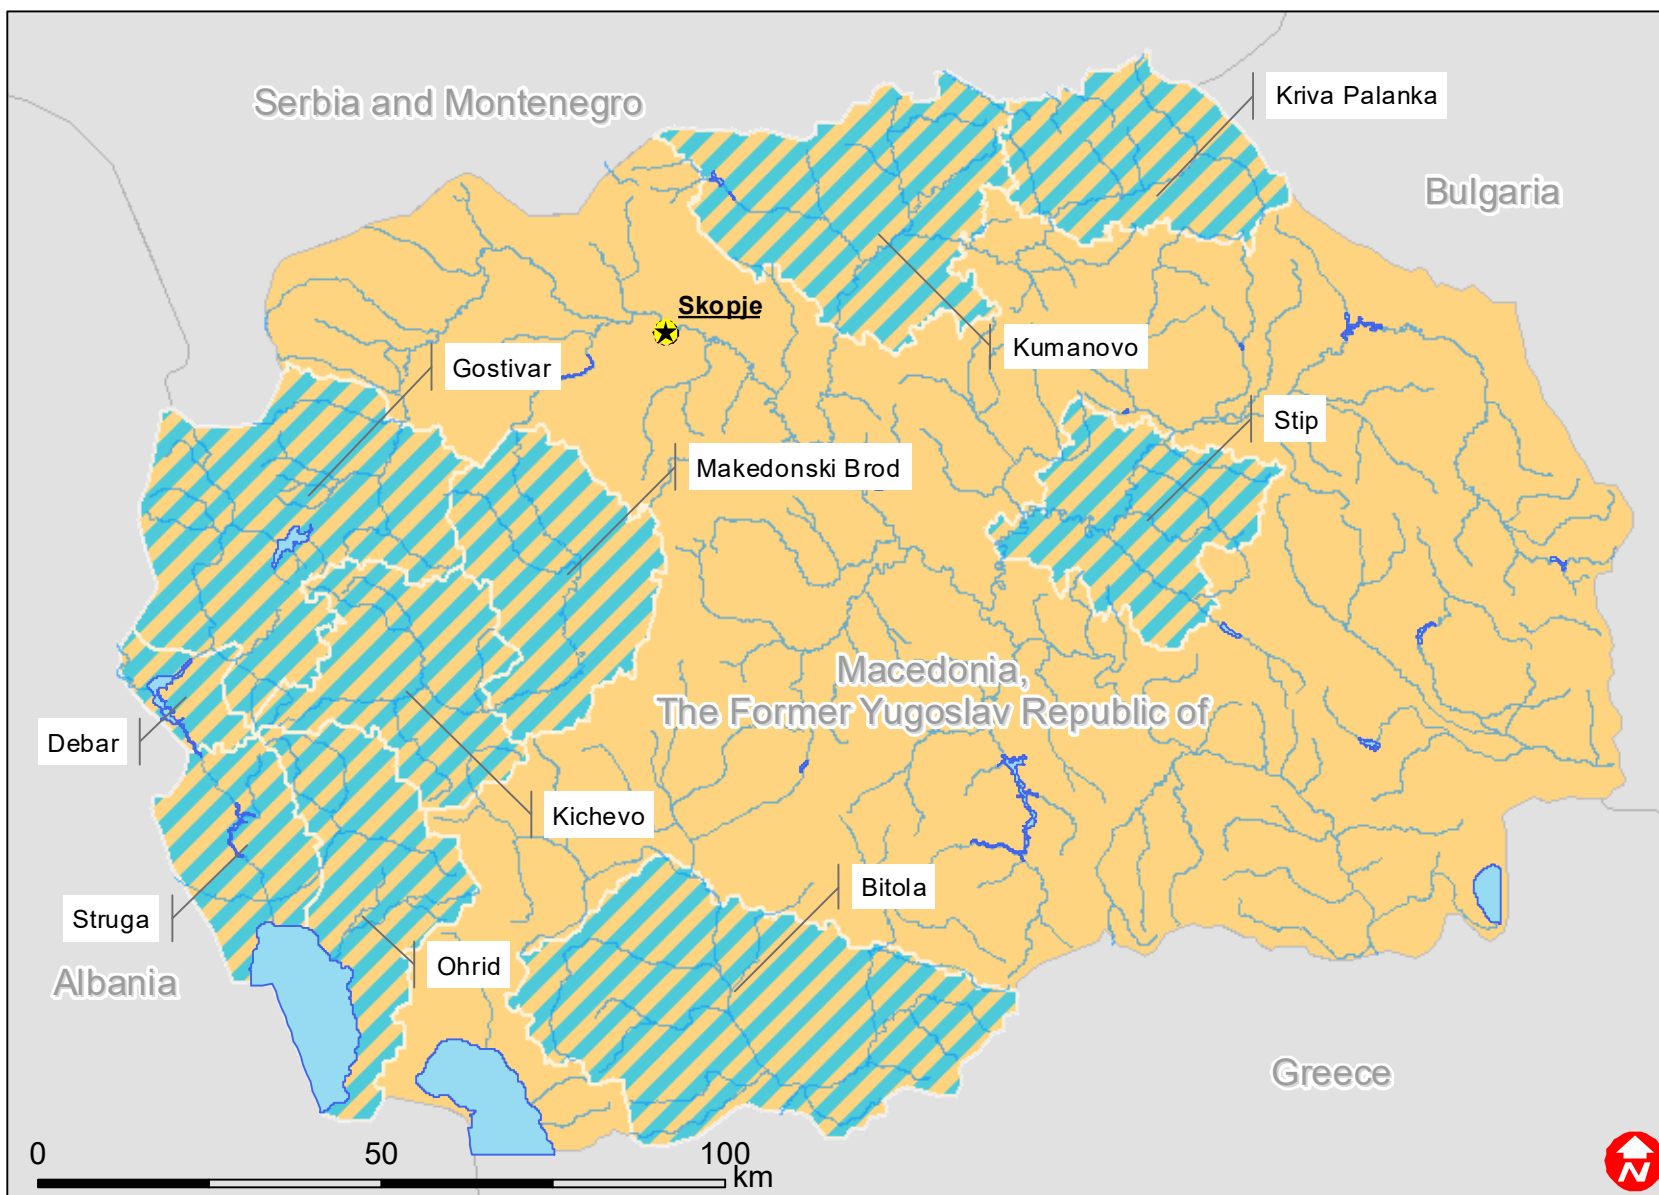 Kriva Palanka
Serbia and Montenegro
Bulgaria
Skopje
Kumanovo
Gostivar
Stip
Makedonski Brod
Macedonia,
The Former Yugoslav Republic of
Debar
Kichevo
Bitola
Struga
Ohrid
Albania
Greece
0 50 100
km
N